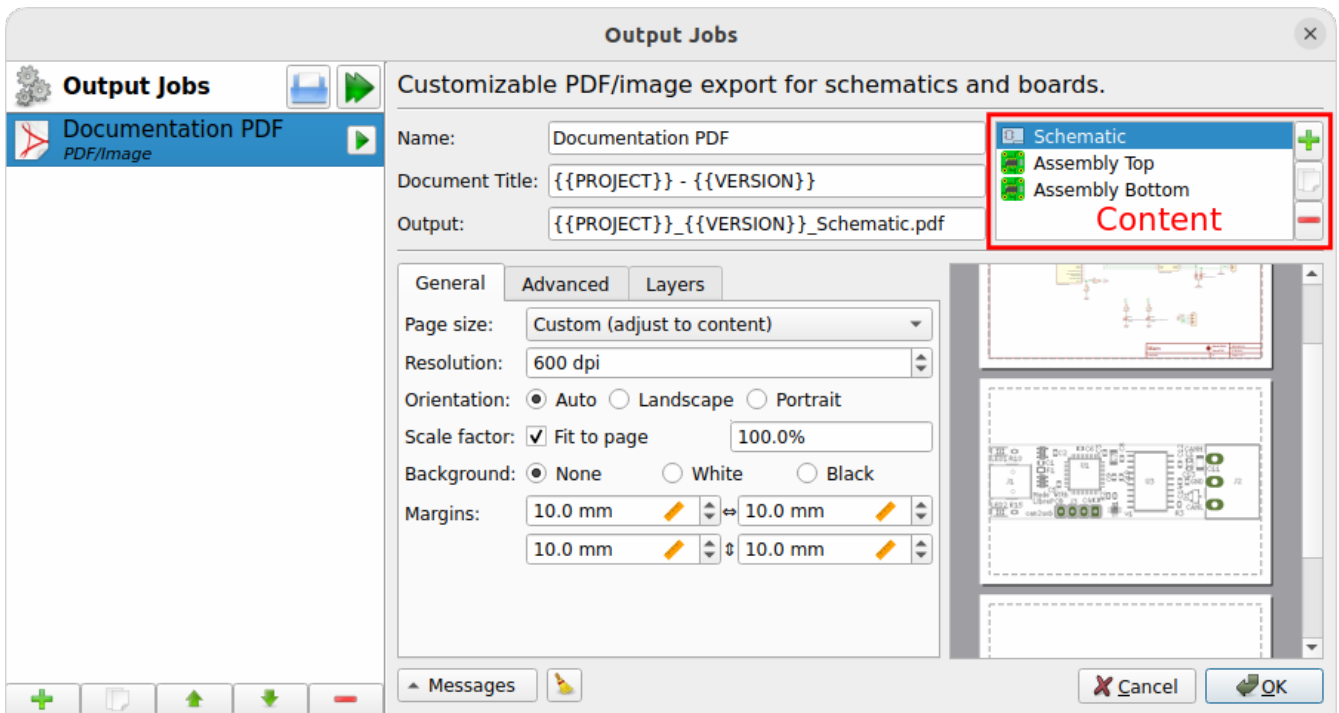 Output Jobs
Output Jobs
Customizable PDF/image export for schematics and boards.
Documentation PDF
PDF/Image
Name:
Documentation PDF
Document Title:
{{PROJECT}} - {{VERSION}}
Output:
{{PROJECT}}_{{VERSION}}_Schematic.pdf
Schematic
Assembly Top
Assembly Bottom
Content
General
Advanced
Layers
Page size:
Custom (adjust to content)
Resolution:
600 dpi
Orientation:
Auto
Landscape
Portrait
Scale factor:
Fit to page
100.0%
Background:
None
White
Black
Margins:
10.0 mm
10.0 mm
10.0 mm
10.0 mm
U1
U3
J1
J2
Messages
Cancel
OK